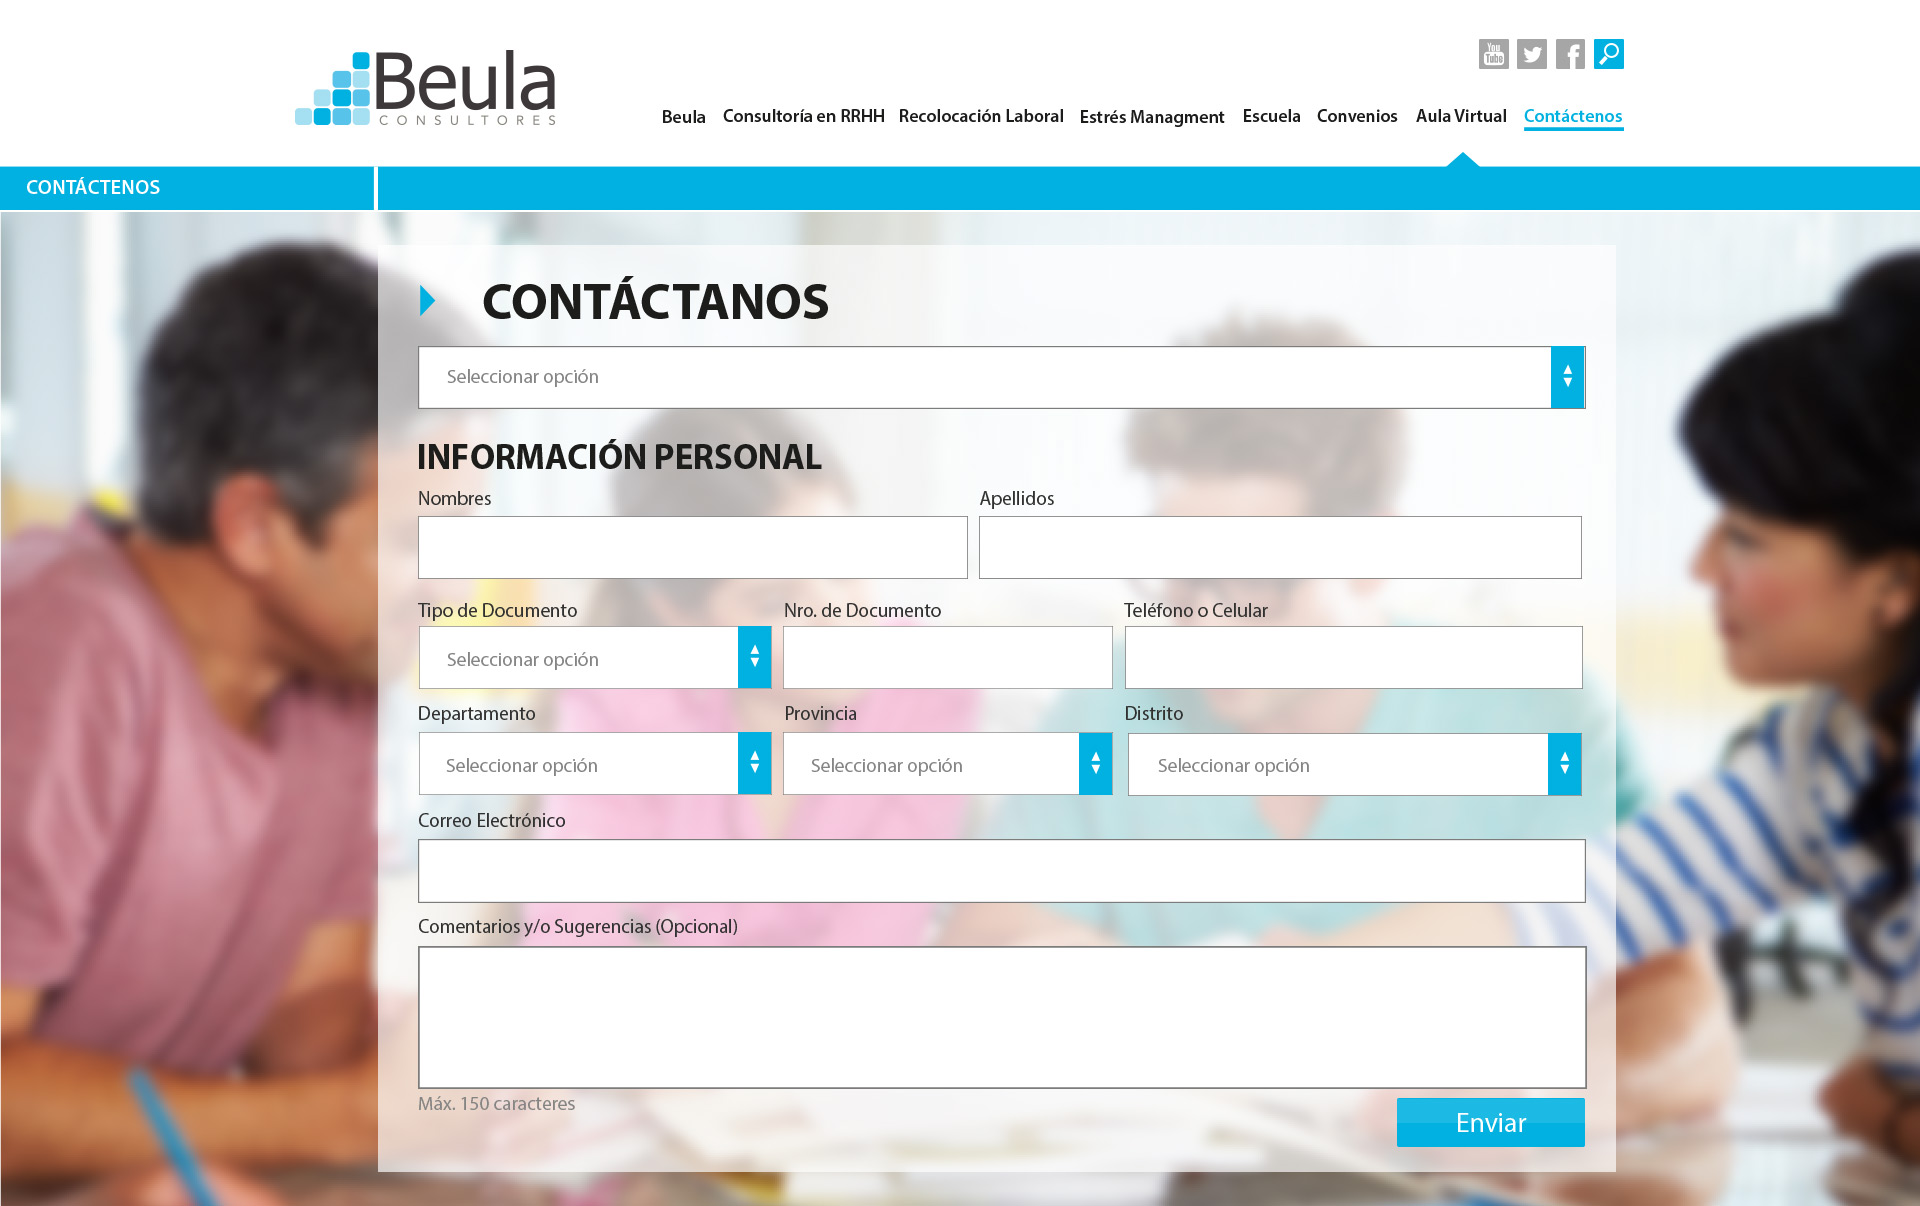 You
Tube
Beula
CONSULTORES
Beula Consultoría en RRHH Recolocación Laboral Estrés Managment Escuela Convenios Aula Virtual Contáctenos
CONTÁCTENOS
CONTÁCTANOS
Seleccionar opción
INFORMACIÓN PERSONAL
Nombres Apellidos
Tipo de Documento Nro. de Documento Teléfono o Celular
Seleccionar opción
Departamento Provincia Distrito
Seleccionar opción Seleccionar opción Seleccionar opción
Correo Electrónico
Comentarios y/o Sugerencias (Opcional)
Máx. 150 caracteres
Enviar